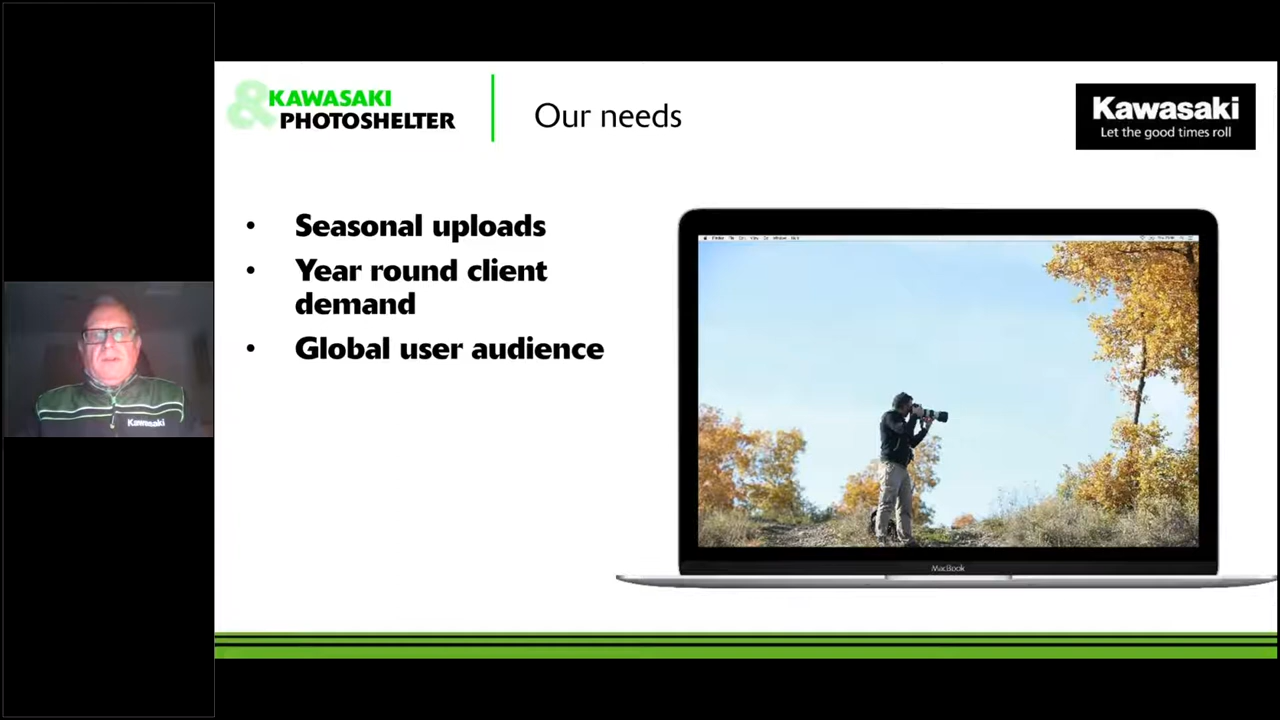 &
KAWASAKI
PHOTOSHELTER
Our needs
Kawasaki
Let the good times roll
• Seasonal uploads
• Year round client
demand
• Global user audience
Kawasaki
MacBook